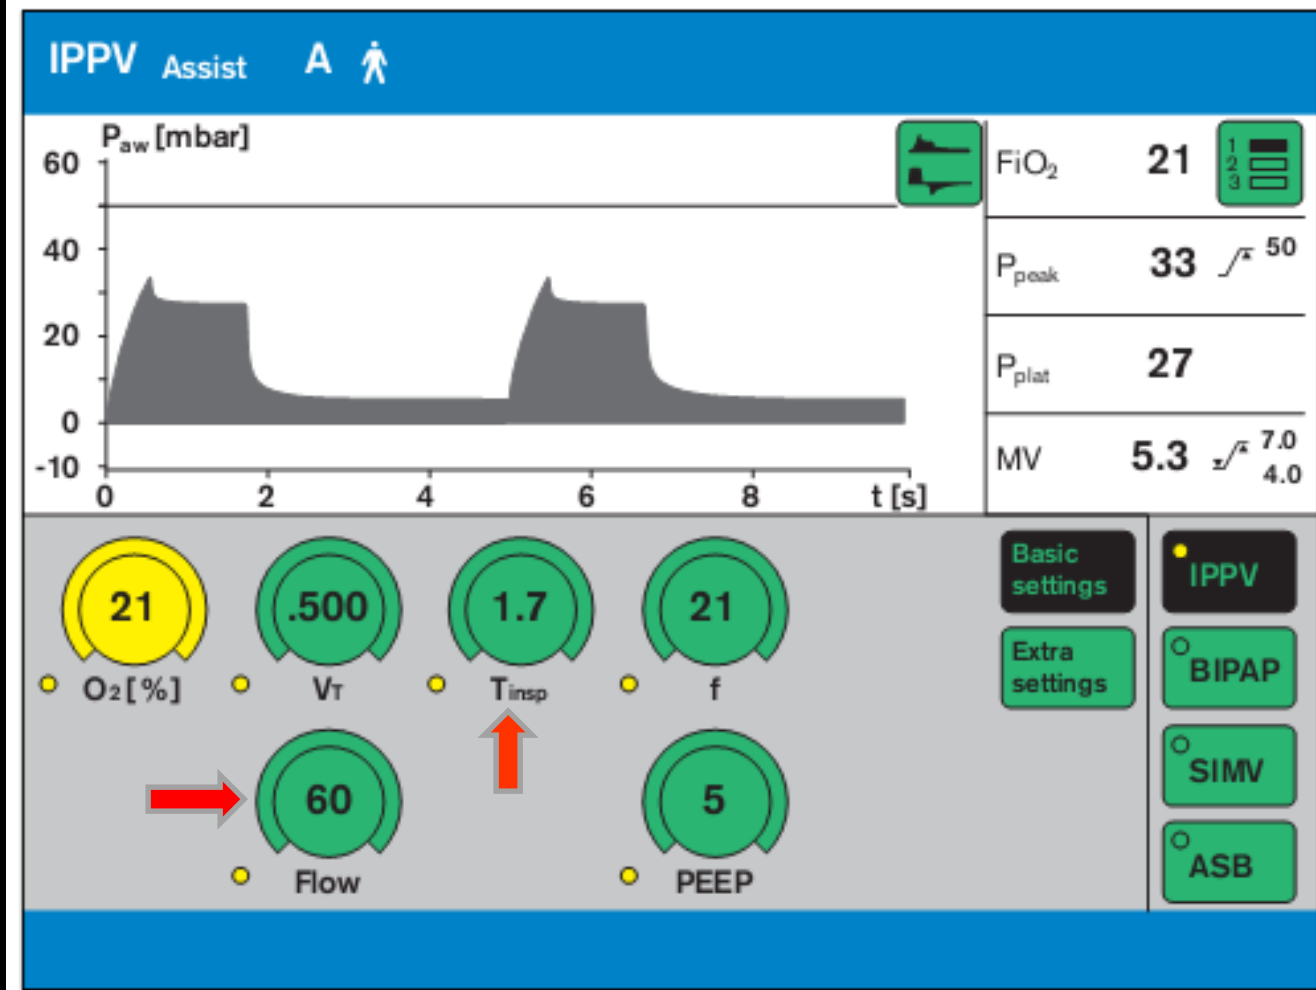 IPPV Assist A
Paw [mbar]
60
40
20
0
-10
0 2 4 6 8 t [s]
1
2
3
FiO2 21
Ppeak 33 50
Pplat 27
MV 5.3 7.0
4.0
21 .500 1.7 21
O2 [%] VT Tinsp f
60 5
Flow PEEP
Basic
settings
Extra
settings
IPPV
BIPAP
SIMV
ASB